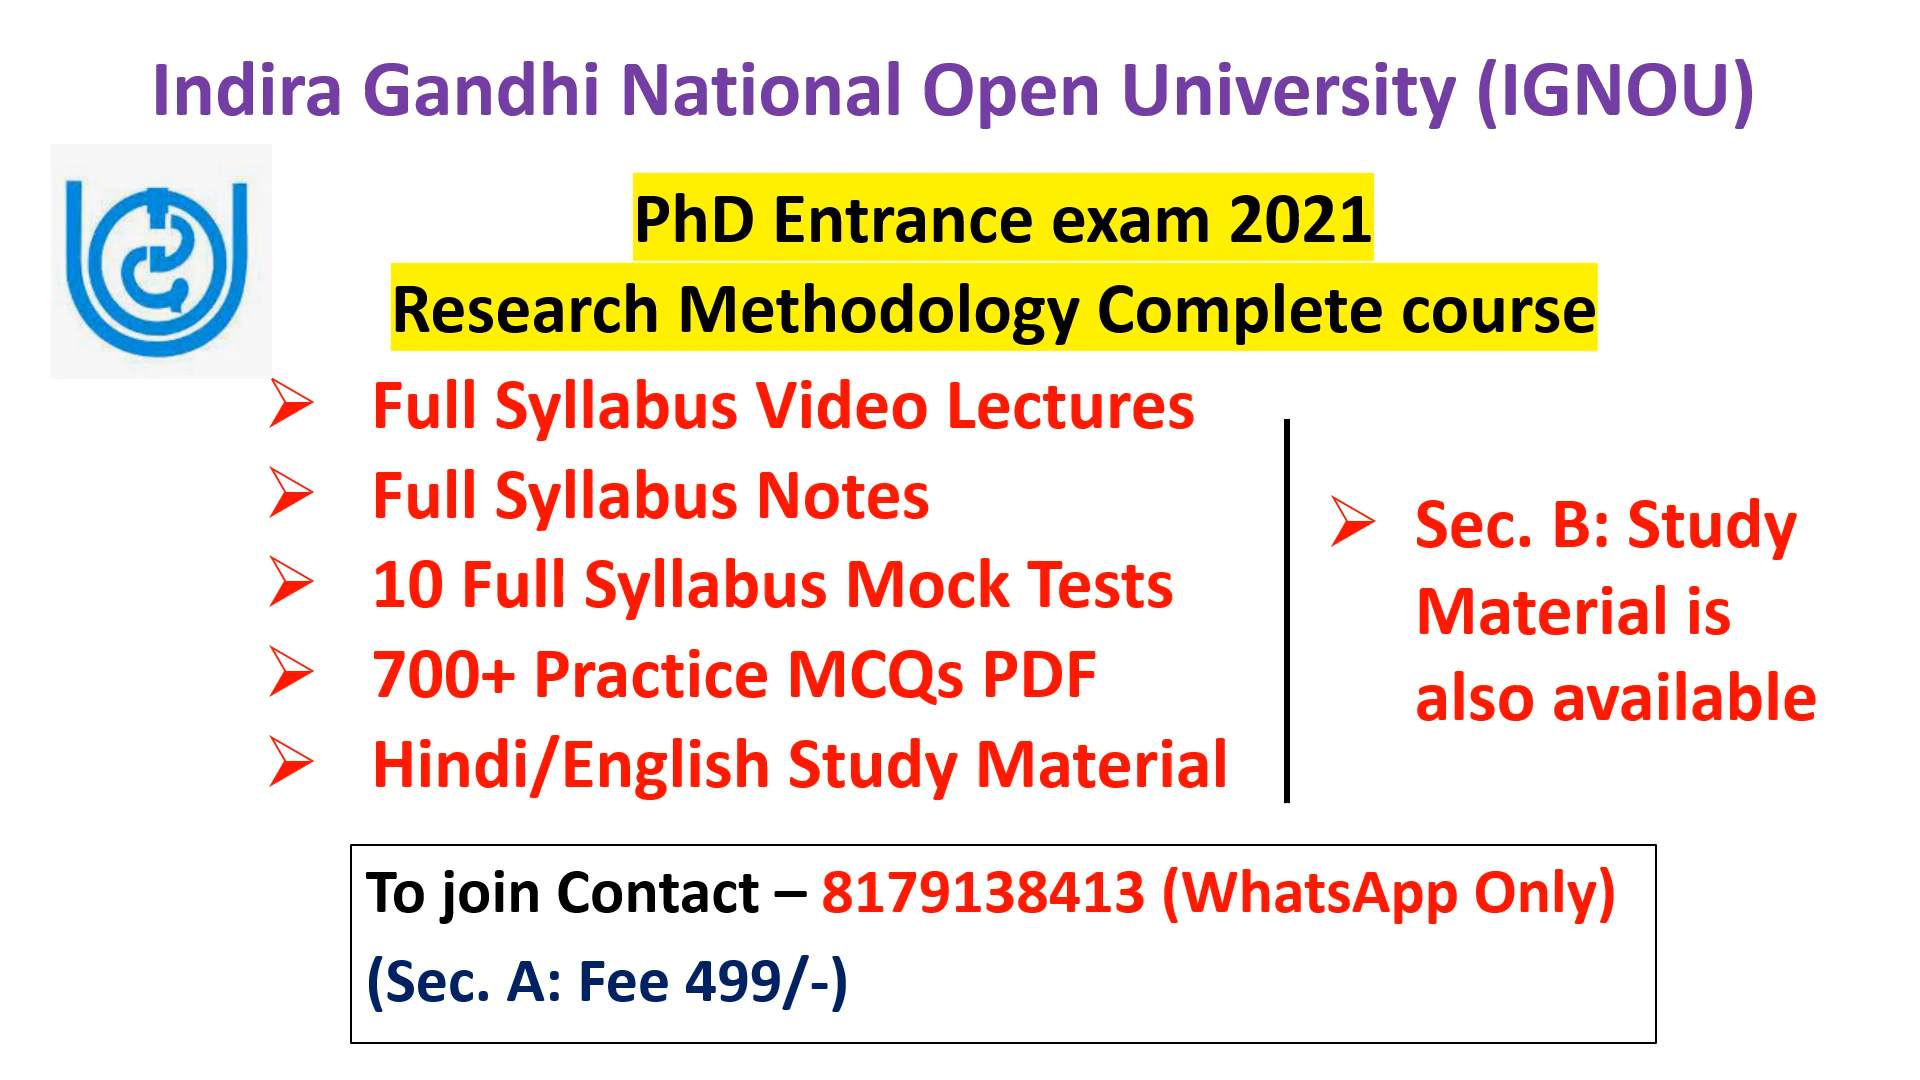 Indira Gandhi National Open University (IGNOU)
PhD Entrance exam 2021
Research Methodology Complete course
➢ Full Syllabus Video Lectures
➢ Full Syllabus Notes
➢ 10 Full Syllabus Mock Tests
➢ 700+ Practice MCQs PDF
➢ Hindi/English Study Material
➢ Sec. B: Study
Material is
also available
To join Contact – 8179138413 (WhatsApp Only)
(Sec. A: Fee 499/-)